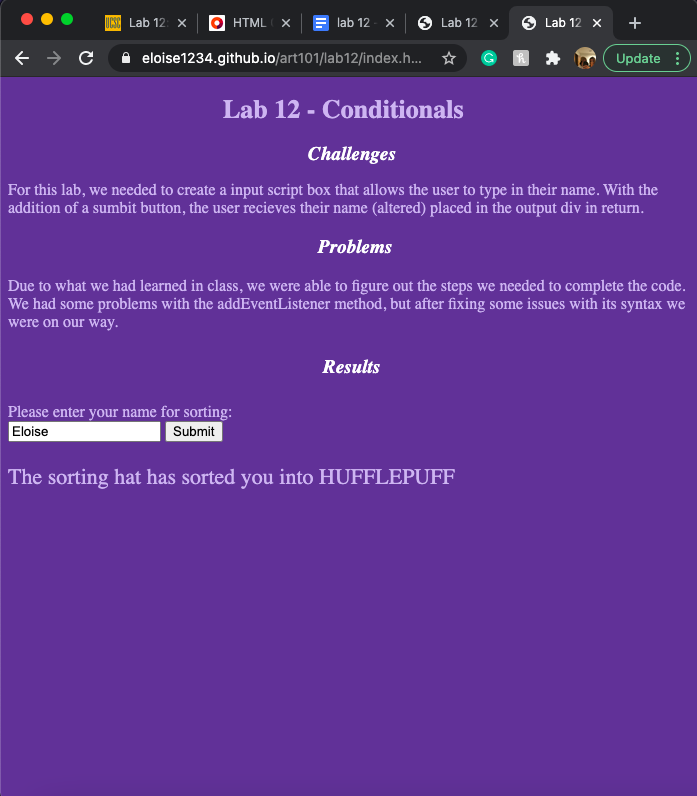 UCSC Lab 12 HTML lab 12 Lab 12 Lab 12
eloise1234.github.io/art101/lab12/index.h... Update
Lab 12 - Conditionals
Challenges
For this lab, we needed to create a input script box that allows the user to type in their name. With the
addition of a sumbit button, the user recieves their name (altered) placed in the output div in return.
Problems
Due to what we had learned in class, we were able to figure out the steps we needed to complete the code.
We had some problems with the addEventListener method, but after fixing some issues with its syntax we
were on our way.
Results
Please enter your name for sorting:
Eloise Submit
The sorting hat has sorted you into HUFFLEPUFF